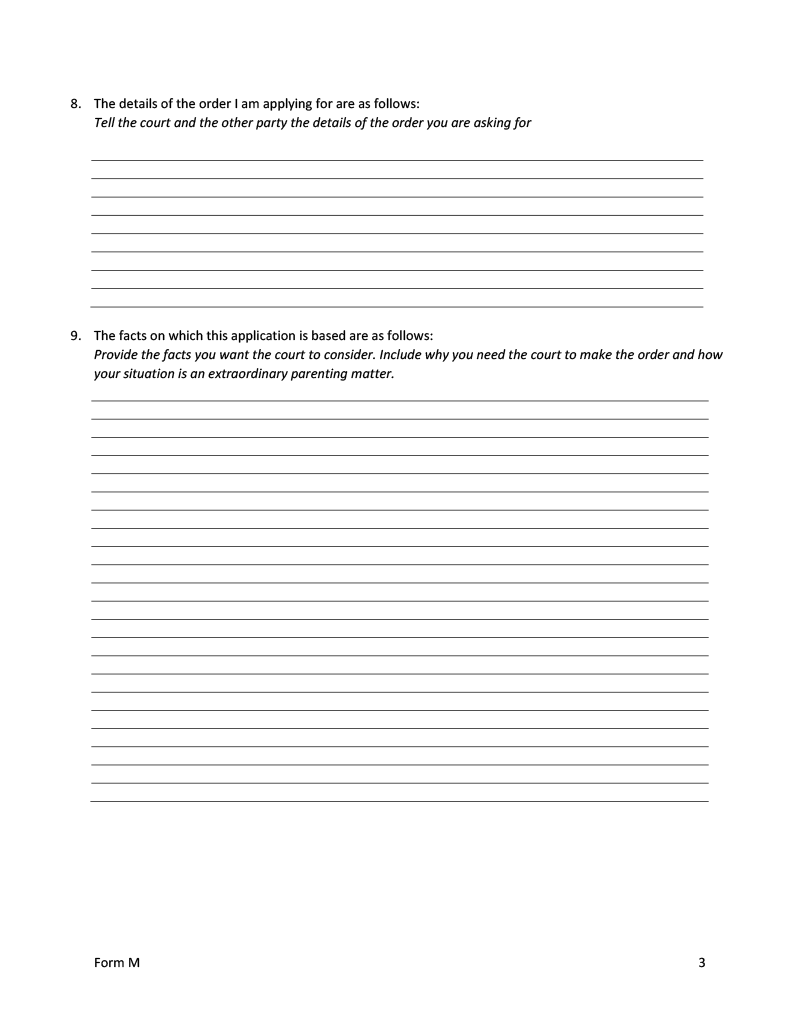 8. The details of the order I am applying for are as follows:
Tell the court and the other party the details of the order you are asking for
9. The facts on which this application is based are as follows:
Provide the facts you want the court to consider. Include why you need the court to make the order and how
your situation is an extraordinary parenting matter.
Form M 3